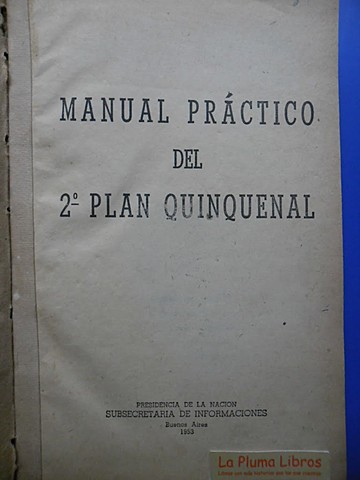 MANUAL PRÁCTICO
DEL
2º PLAN QUINQUENAL
PRESIDENCIA DE LA NACION
SUBSECRETARIA DE INFORMACIONES
Buenos Aires
1953
La Pluma Libros